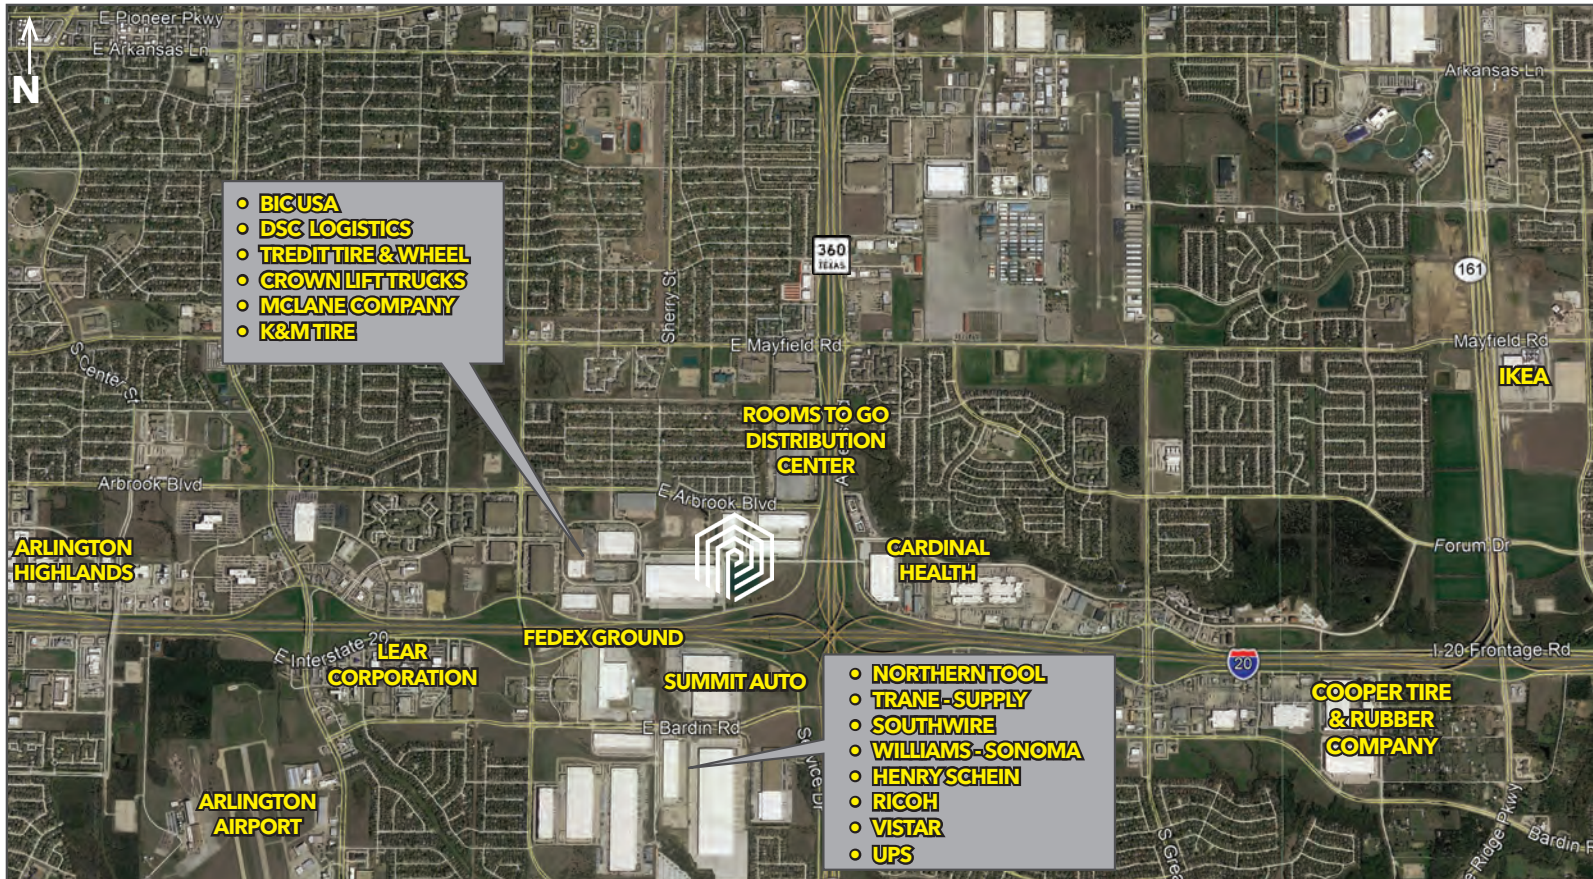 E Pioneer Pkwy
E Arkansas Ln
N
Arkansas Ln
• BIC USA
• DSC LOGISTICS
• TREDIT TIRE & WHEEL
• CROWN LIFT TRUCKS
• MCLANE COMPANY
• K&M TIRE
360
TEXAS
161
Sherry St
E Mayfield Rd
Mayfield Rd
S Center St
IKEA
ROOMS TO GO
DISTRIBUTION
CENTER
Arbrook Blvd
E Arbrook Blvd
ARLINGTON
HIGHLANDS
CARDINAL
HEALTH
Forum Dr
FEDEX GROUND
E Interstate 20
LEAR
CORPORATION
SUMMIT AUTO
I-20 Frontage Rd
20
• NORTHERN TOOL
• TRANE - SUPPLY
• SOUTHWIRE
• WILLIAMS - SONOMA
• HENRY SCHEIN
• RICOH
• VISTAR
• UPS
COOPER TIRE
& RUBBER
COMPANY
E Bardin Rd
Service Dr
ARLINGTON
AIRPORT
S Grea
Ridge Pkwy
Bardin R